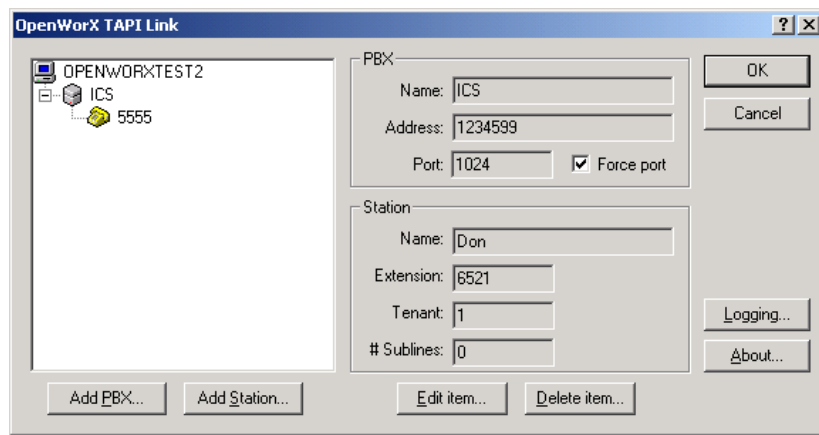 OpenWorX TAPI Link
OPENWORXTEST2
ICS
5555
PBX
Name: ICS
Address: 1234599
Port: 1024 Force port
Station
Name: Don
Extension: 6521
Tenant: 1
# Sublines: 0
OK
Cancel
Logging...
About...
Add PBX... Add Station... Edit item... Delete item...